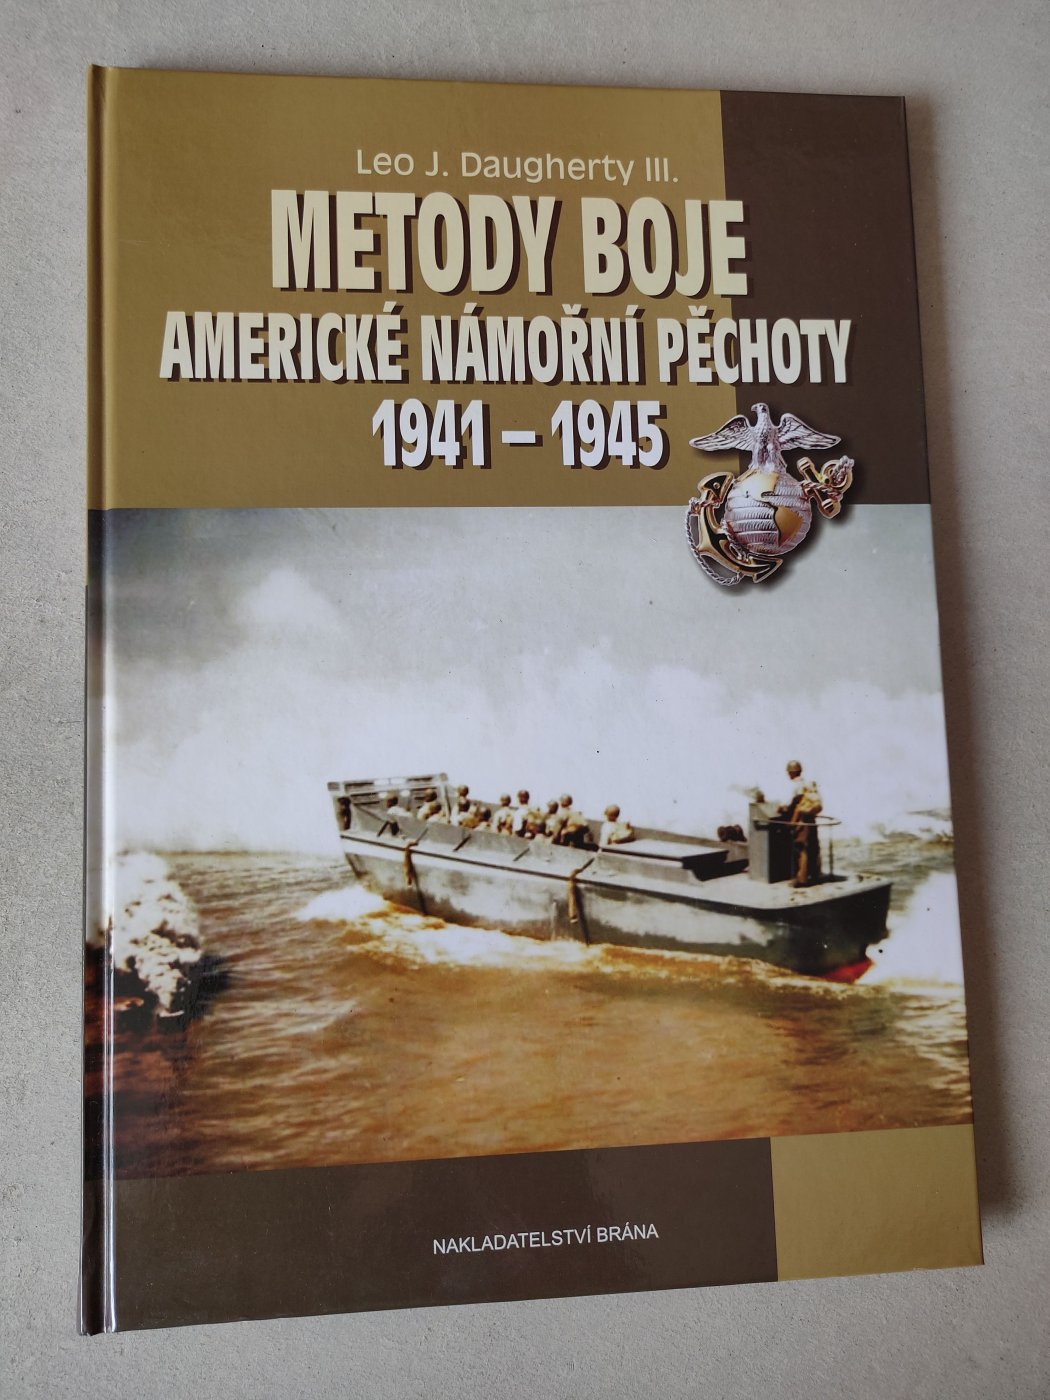 Leo J. Daugherty III.
METODY BOJE
AMERICKÉ NÁMOŘNÍ PĚCHOTY
1941 – 1945
NAKLADATELSTVÍ BRÁNA